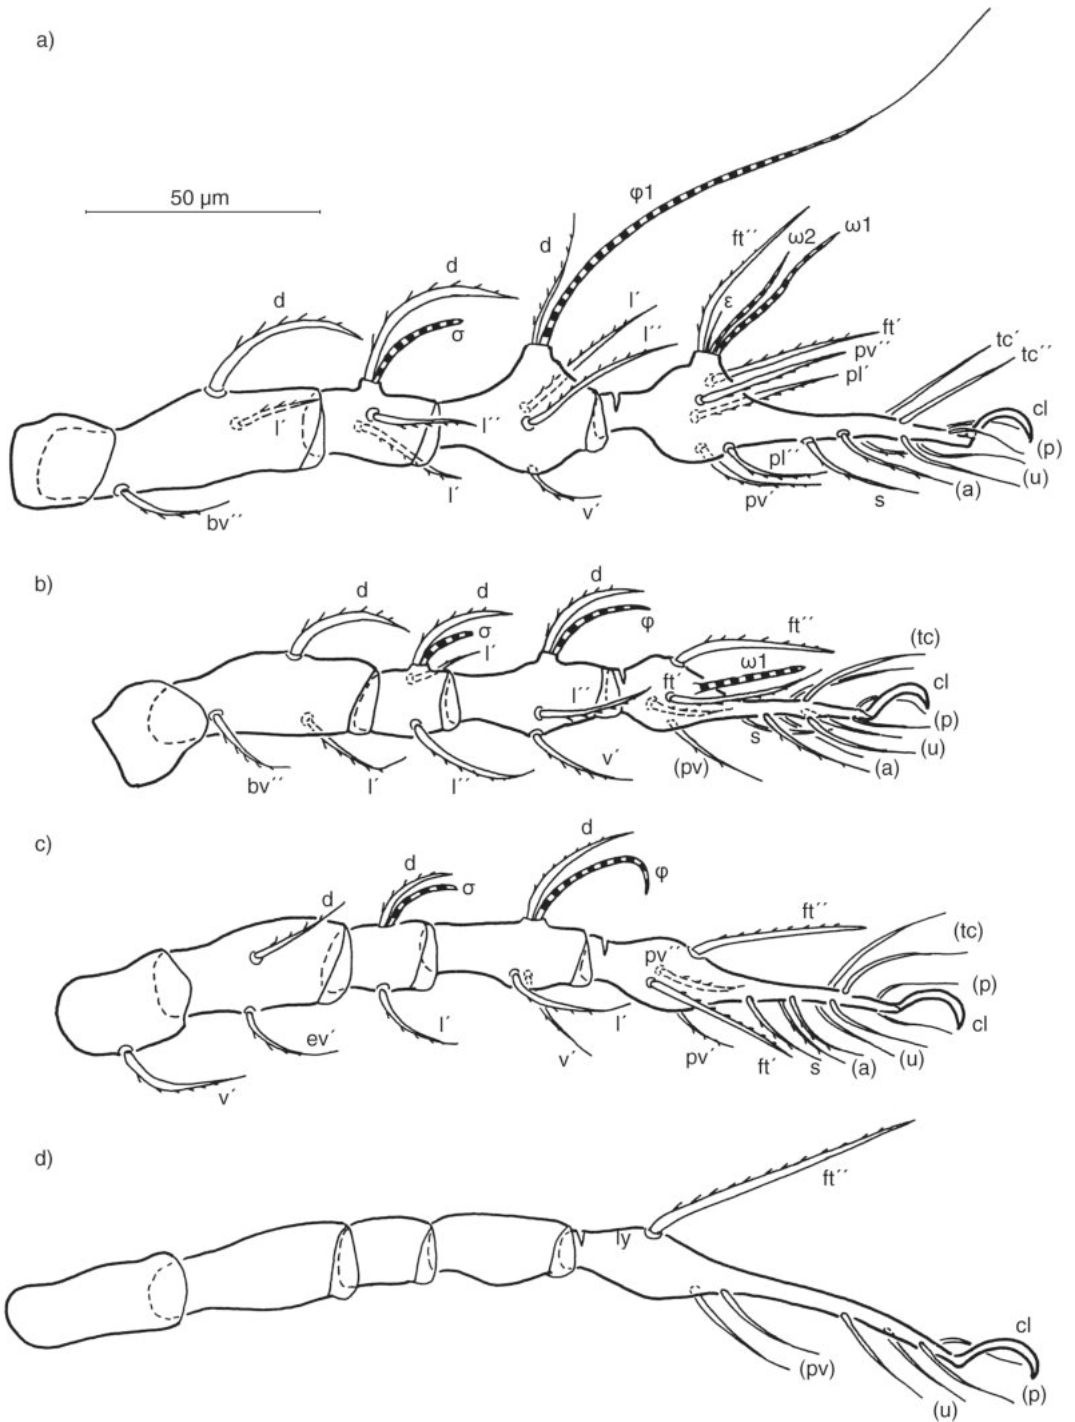 a)
50 µm
φ1
d
d
d
σ
l´
l´´
ft´´
ω2
ω1
ε
ft´
pv´´
pl´
tc´
tc´´
cl
l´
l´´
l´
bv´´
v´
pl´´
pv´
s
(a)
(u)
(p)
b)
d
d
d
σ
l´
φ
ft´´
(tc)
ω1
ft´
cl
l´´
(p)
s
(u)
bv´´
l´
l´´
v´
(pv)
(a)
c)
d
d
d
σ
φ
ft´´
(tc)
pv´´
(p)
cl
l´
ev´
l´
v´
v´
pv´
ft´
s
(a)
(u)
d)
ft´´
ly
cl
(pv)
(p)
(u)